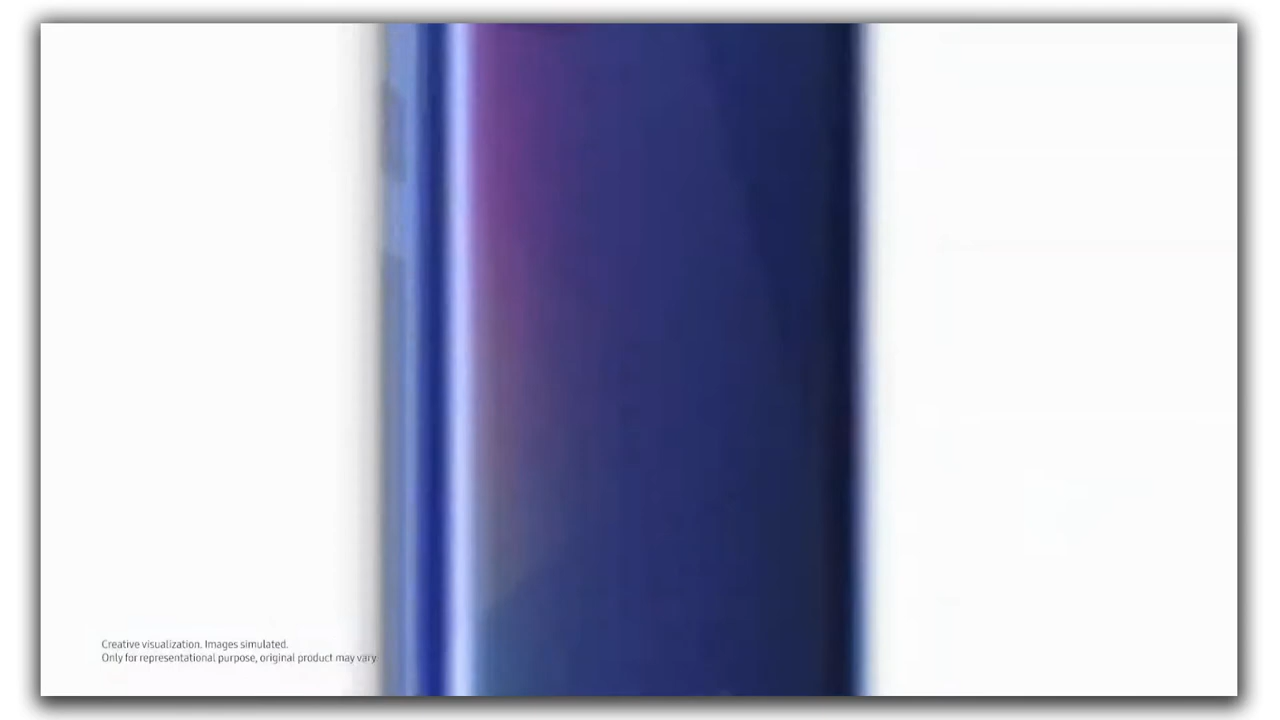 Creative visualization. Images simulated.
Only for representational purpose, original product may vary